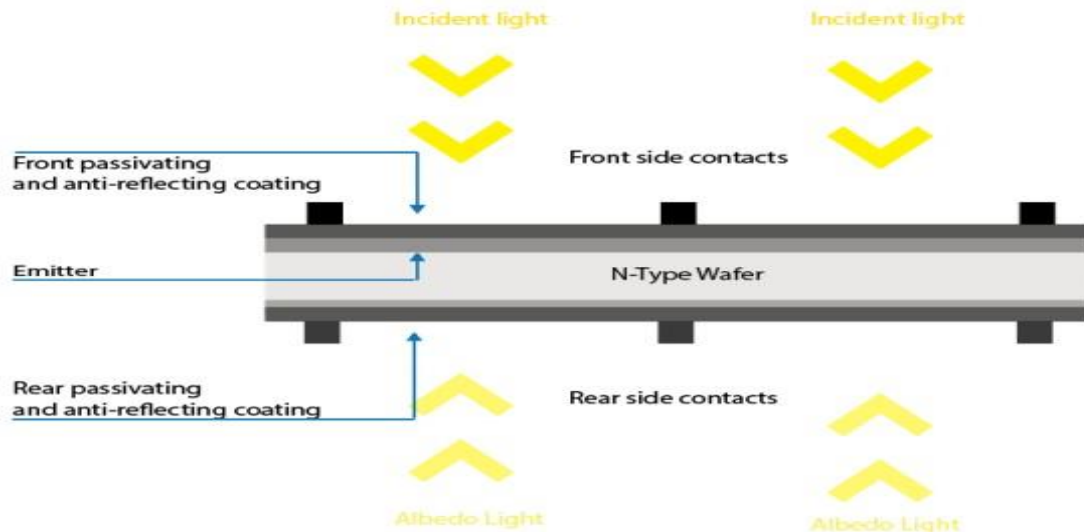 Incident light
Incident light
Front passivating
and anti-reflecting coating
Front side contacts
Emitter
N-Type Wafer
Rear passivating
and anti-reflecting coating
Rear side contacts
Albedo Light
Albedo Light